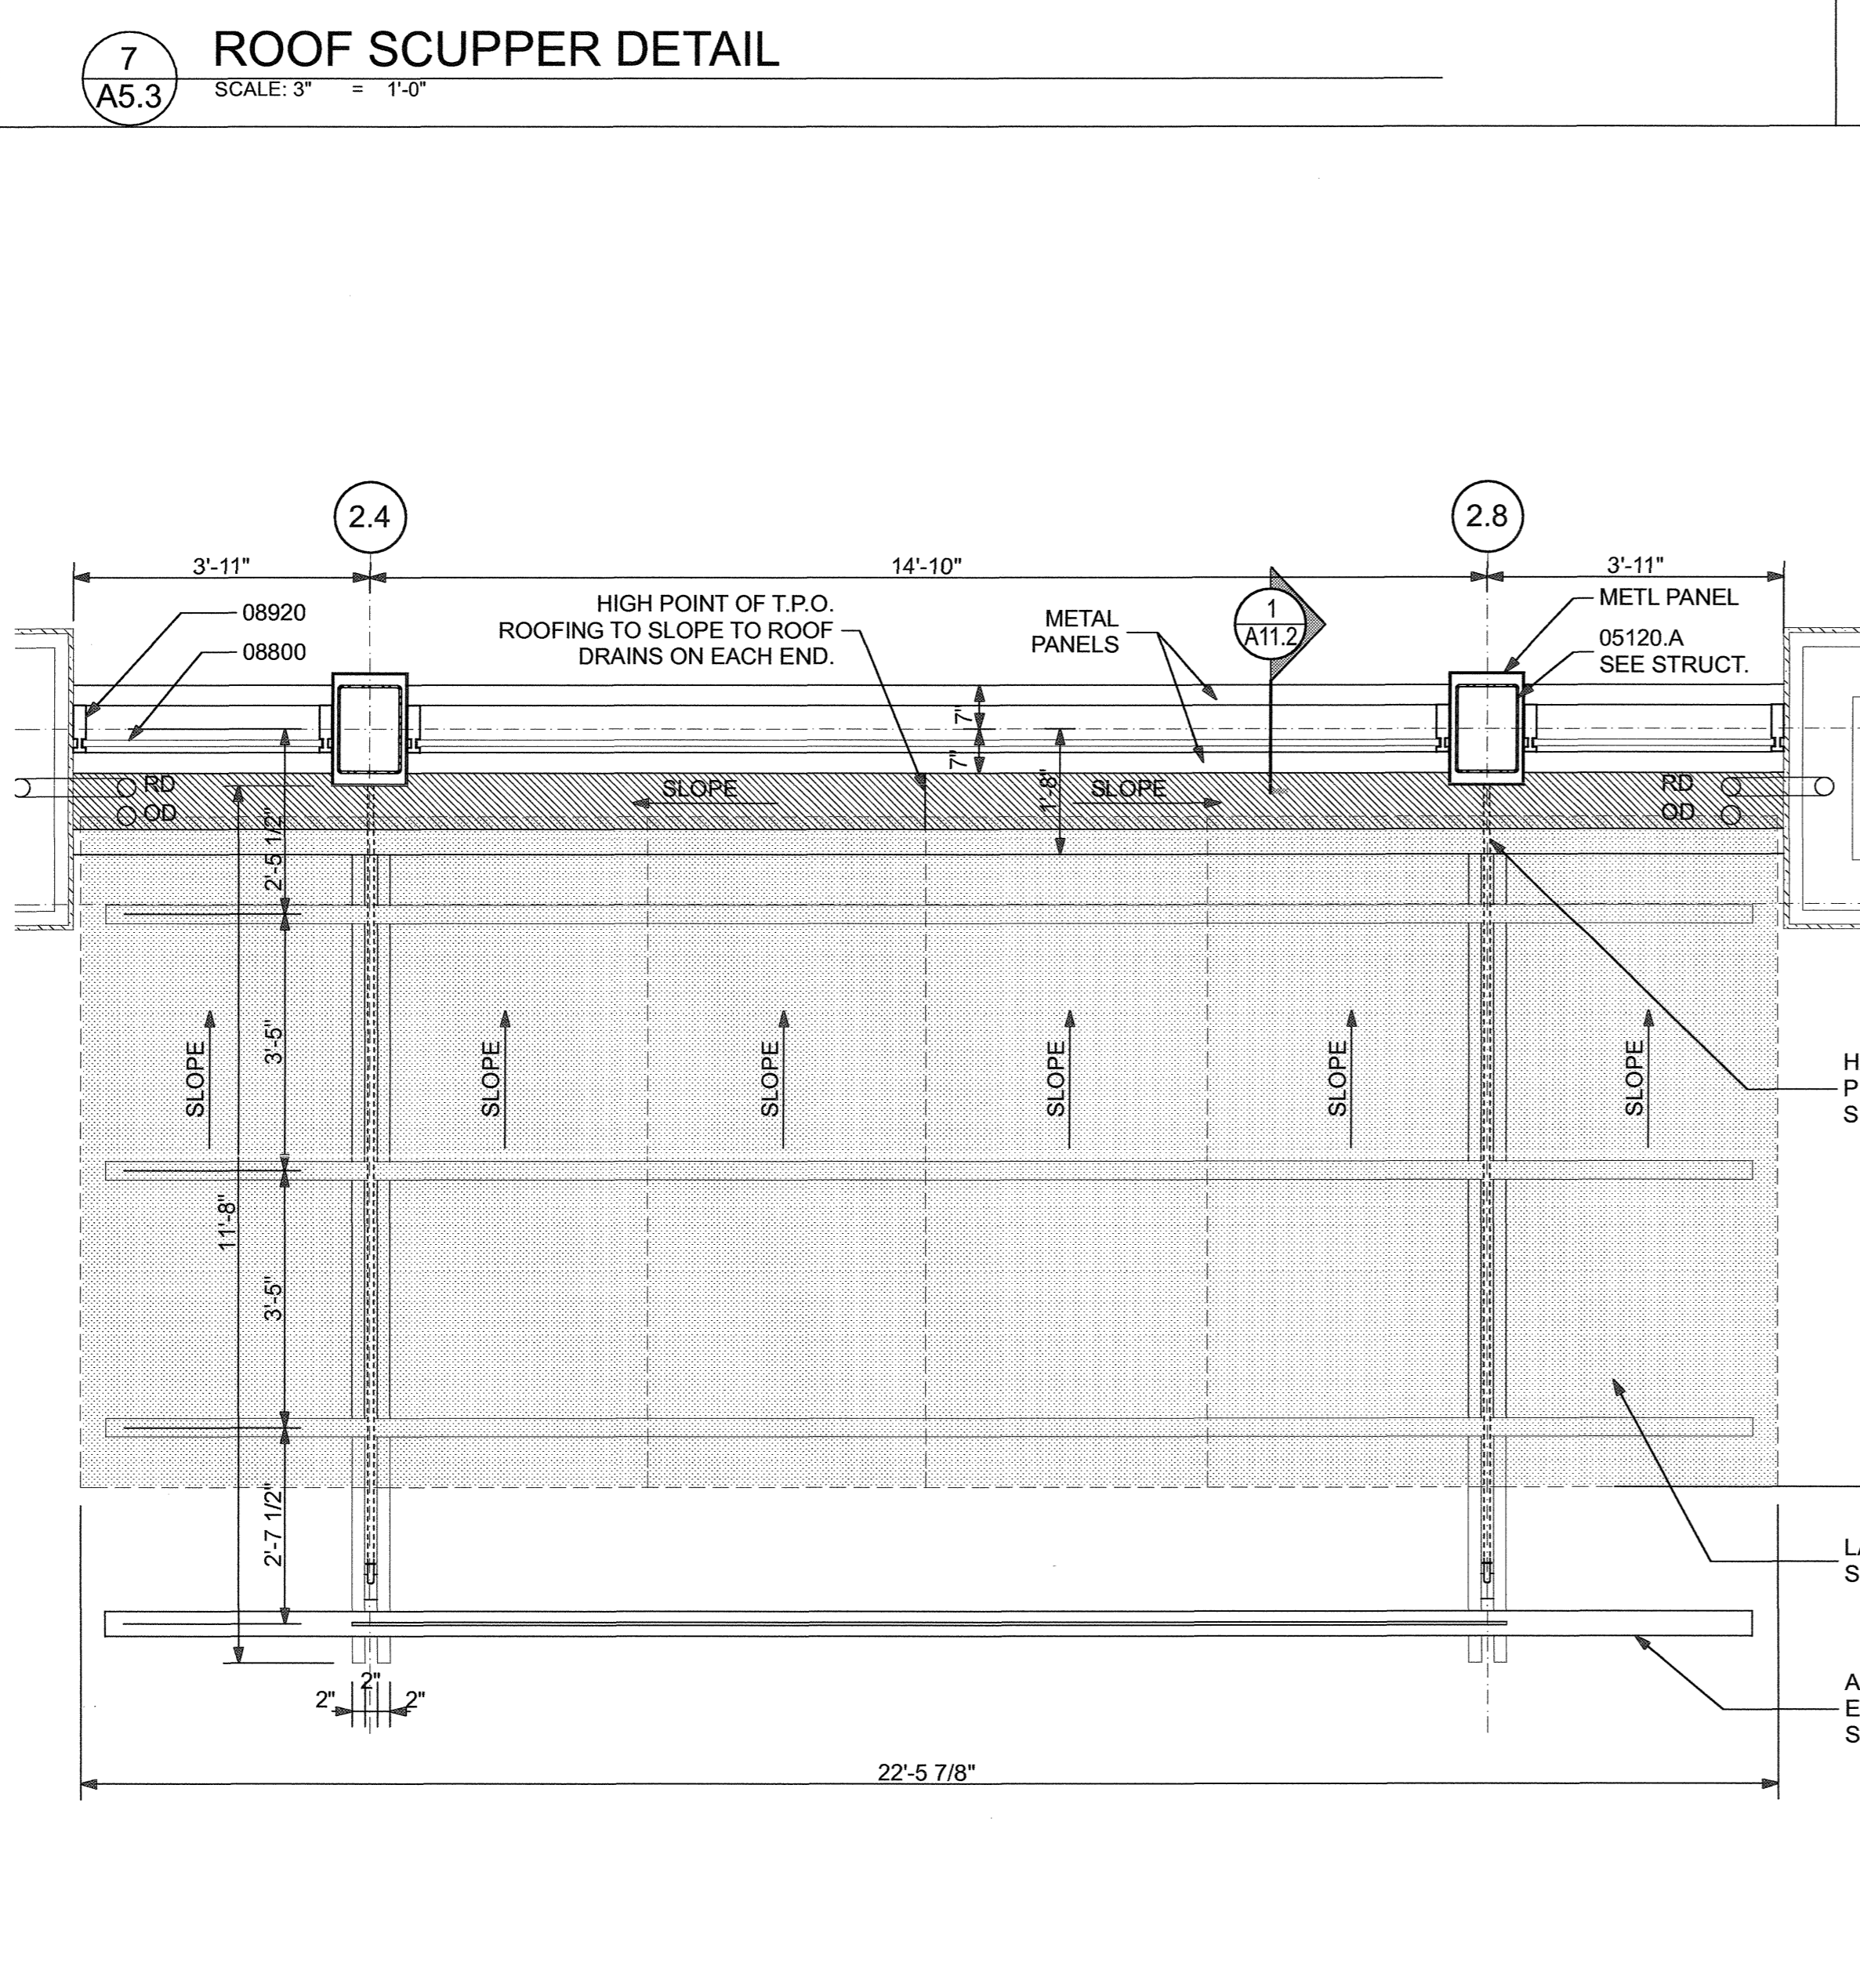 7
A5.3
ROOF SCUPPER DETAIL
SCALE: 3" = 1'-0"
2.4
2.8
3'-11"
14'-10"
3'-11"
08920
08800
HIGH POINT OF T.P.O.
ROOFING TO SLOPE TO ROOF
DRAINS ON EACH END.
METAL
PANELS
1
A11.2
METL PANEL
05120.A
SEE STRUCT.
7"
7"
1'-8"
RD
OD
SLOPE
SLOPE
RD
OD
2'-5 1/2"
3'-5"
SLOPE
SLOPE
SLOPE
SLOPE
SLOPE
SLOPE
H
P
S
11'-8"
3'-5"
2'-7 1/2"
LA
S
2"
2"
2"
A
E
S
22'-5 7/8"